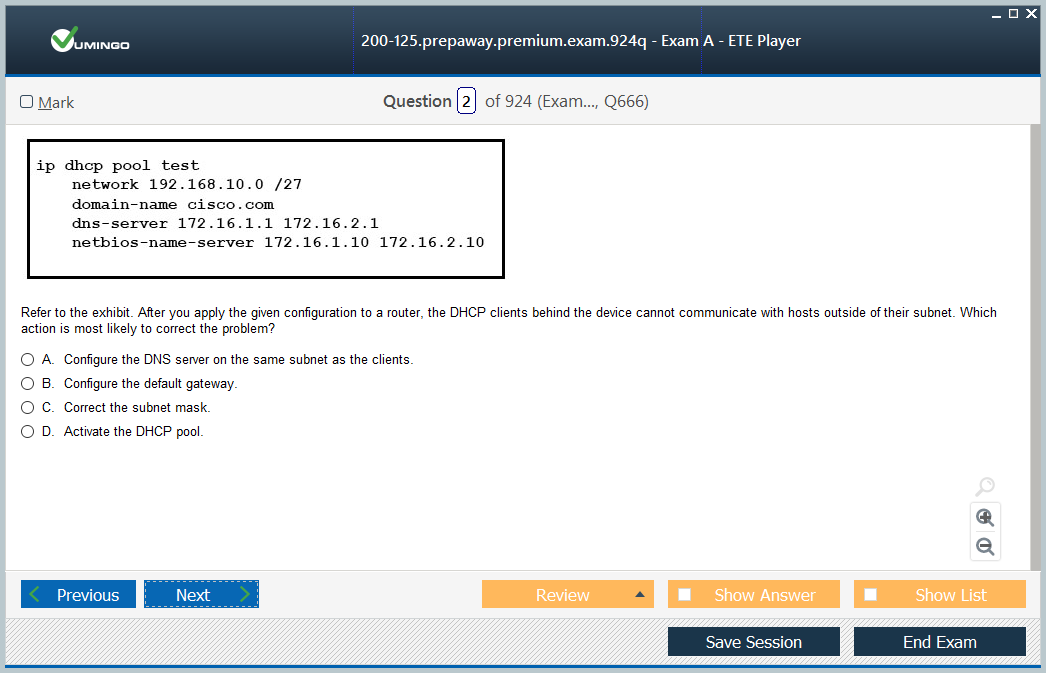 VUMINGO
200-125.prepaway.premium.exam.924q - Exam A - ETE Player
Mark
Question 2 of 924 (Exam..., Q666)
ip dhcp pool test
network 192.168.10.0 /27
domain-name cisco.com
dns-server 172.16.1.1 172.16.2.1
netbios-name-server 172.16.1.10 172.16.2.10
Refer to the exhibit. After you apply the given configuration to a router, the DHCP clients behind the device cannot communicate with hosts outside of their subnet. Which
action is most likely to correct the problem?
A. Configure the DNS server on the same subnet as the clients.
B. Configure the default gateway.
C. Correct the subnet mask.
D. Activate the DHCP pool.
Previous
Next
Review
Show Answer
Show List
Save Session
End Exam